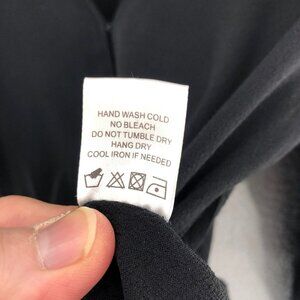 HAND WASH COLD
NO BLEACH
DO NOT TUMBLE DRY
HANG DRY
COOL IRON IF NEEDED